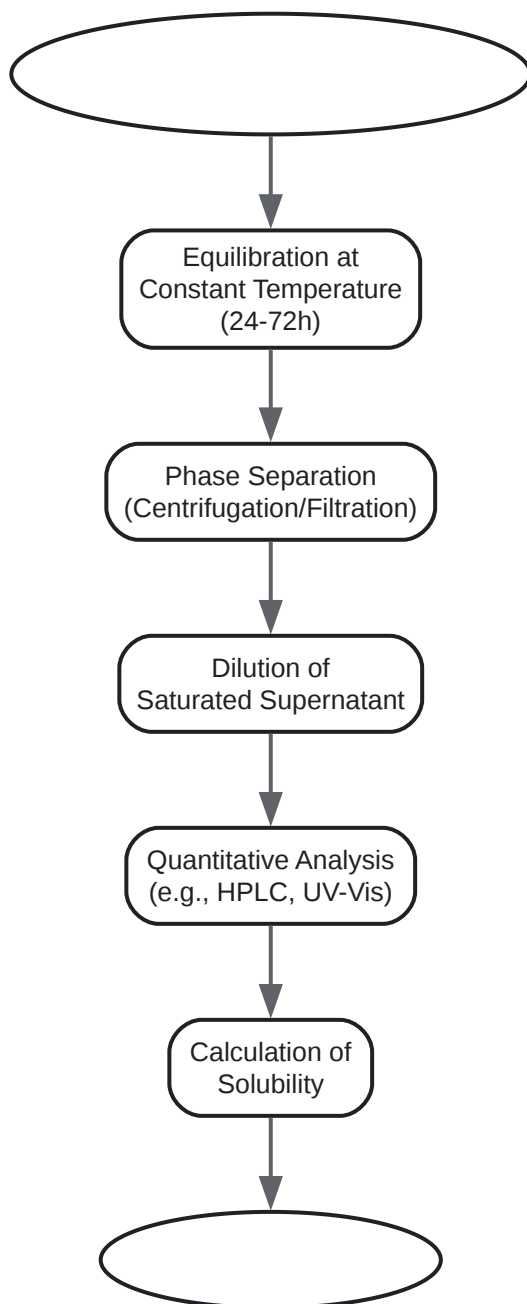 Equilibration at
Constant Temperature
(24-72h)
Phase Separation
(Centrifugation/Filtration)
Dilution of
Saturated Supernatant
Quantitative Analysis
(e.g., HPLC, UV-Vis)
Calculation of
Solubility